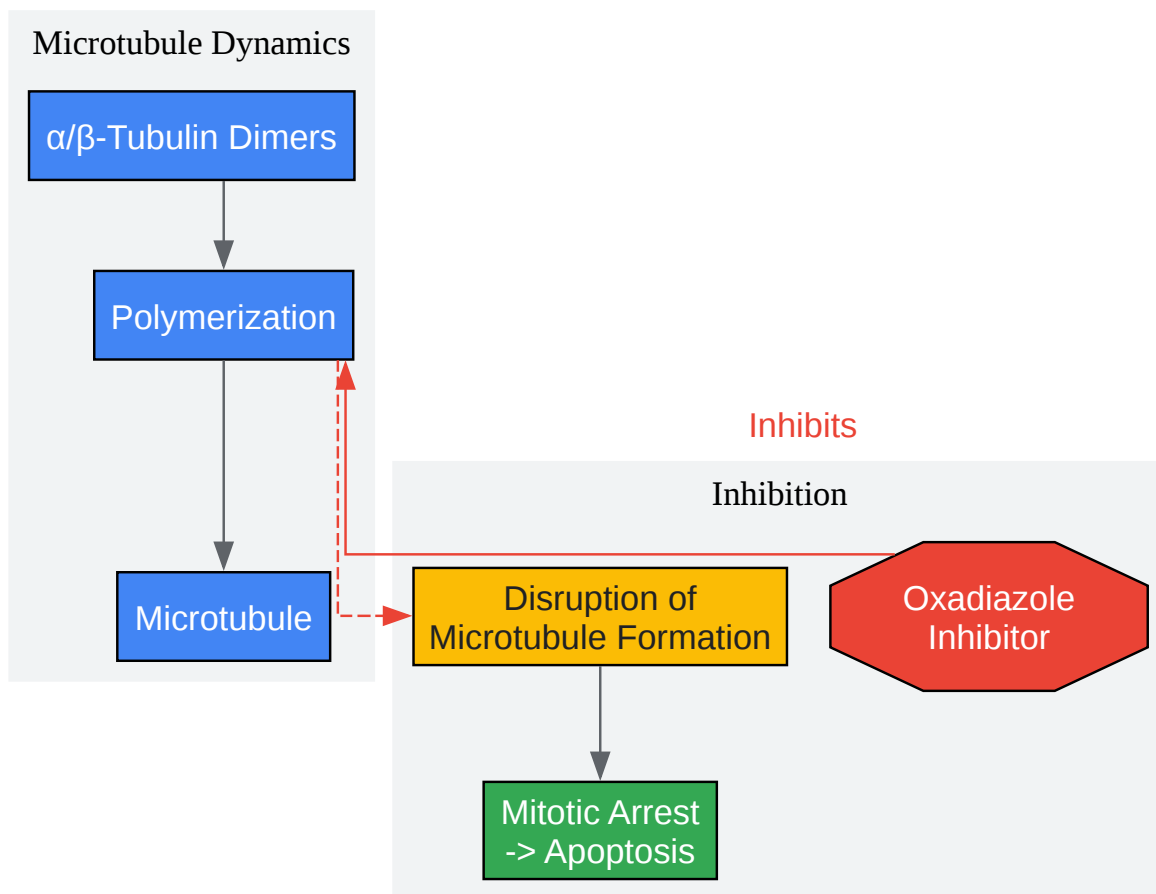 Microtubule Dynamics
α/β-Tubulin Dimers
Polymerization
Microtubule
Inhibits
Inhibition
Disruption of
Microtubule Formation
Oxadiazole
Inhibitor
Mitotic Arrest
-> Apoptosis